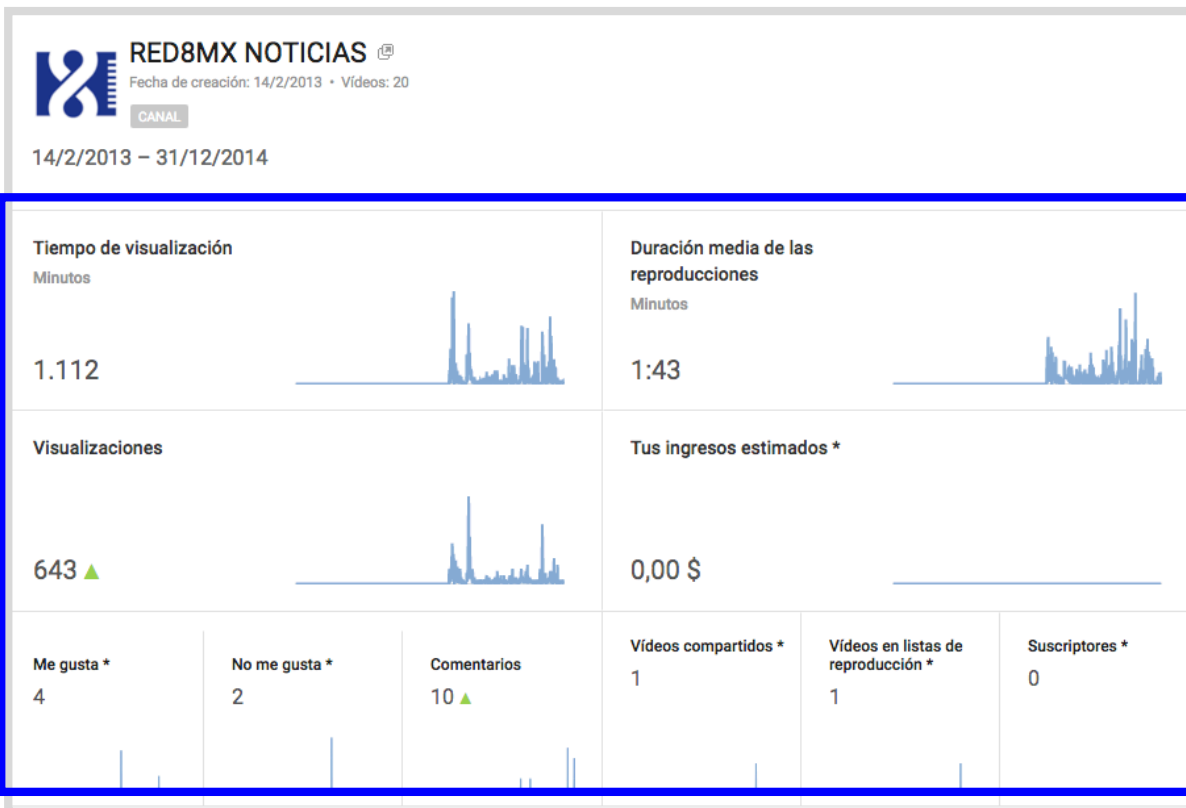 RED8MX NOTICIAS
Fecha de creación: 14/2/2013 • Vídeos: 20
CANAL
14/2/2013 – 31/12/2014
Tiempo de visualización
Minutos
1.112
Duración media de las
reproducciones
Minutos
1:43
Visualizaciones
643
Tus ingresos estimados *
0,00 $
Me gusta *
4
No me gusta *
2
Comentarios
10
Vídeos compartidos *
1
Vídeos en listas de
reproducción *
1
Suscriptores *
0